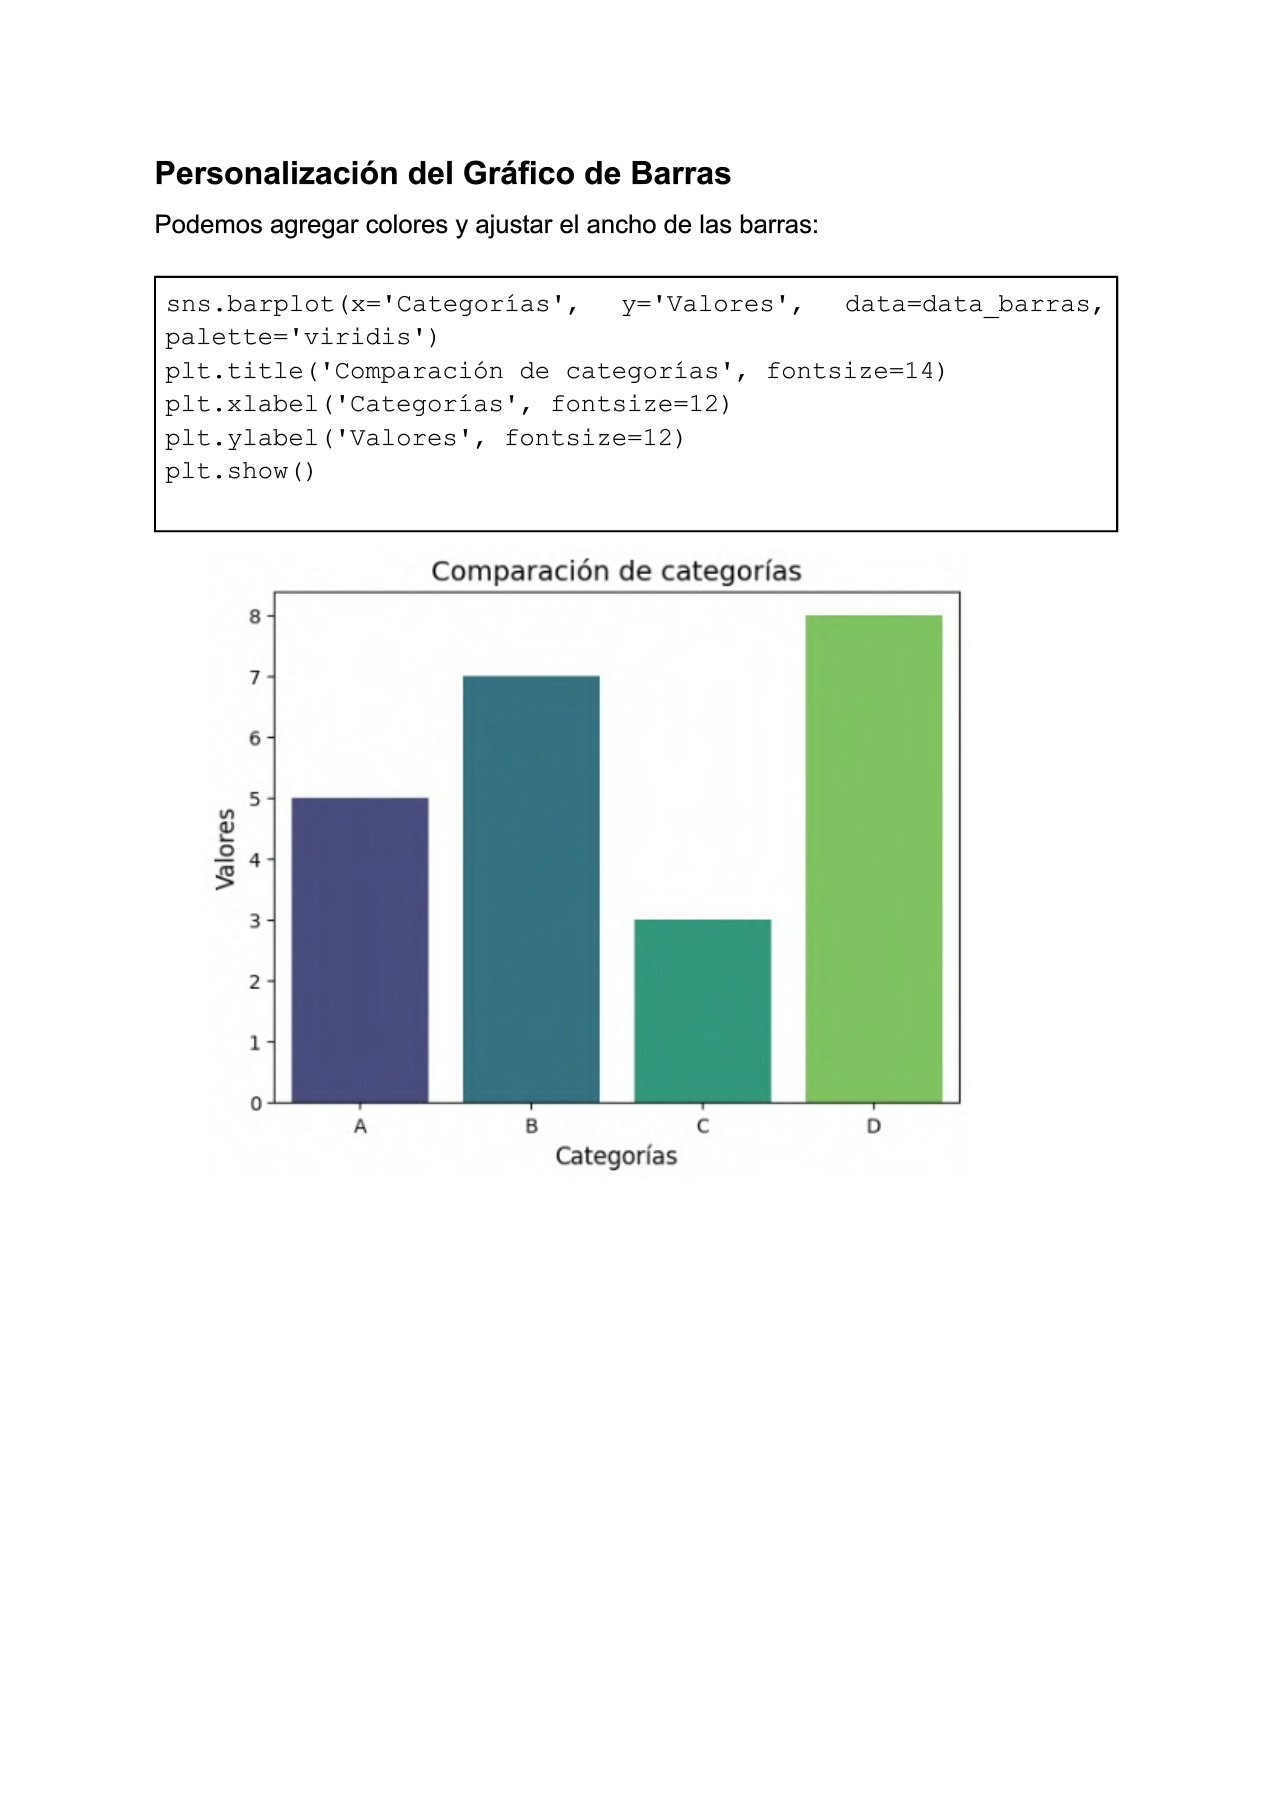 Personalización del Gráfico de Barras
Podemos agregar colores y ajustar el ancho de las barras:
sns.barplot(x='Categorías', y='Valores', data=data_barras,
palette='viridis')
plt.title('Comparación de categorías', fontsize=14)
plt.xlabel('Categorías', fontsize=12)
plt.ylabel('Valores', fontsize=12)
plt.show()
Comparación de categorías
8
7
6
5
4
3
2
1
0
Valores
A B C D
Categorías